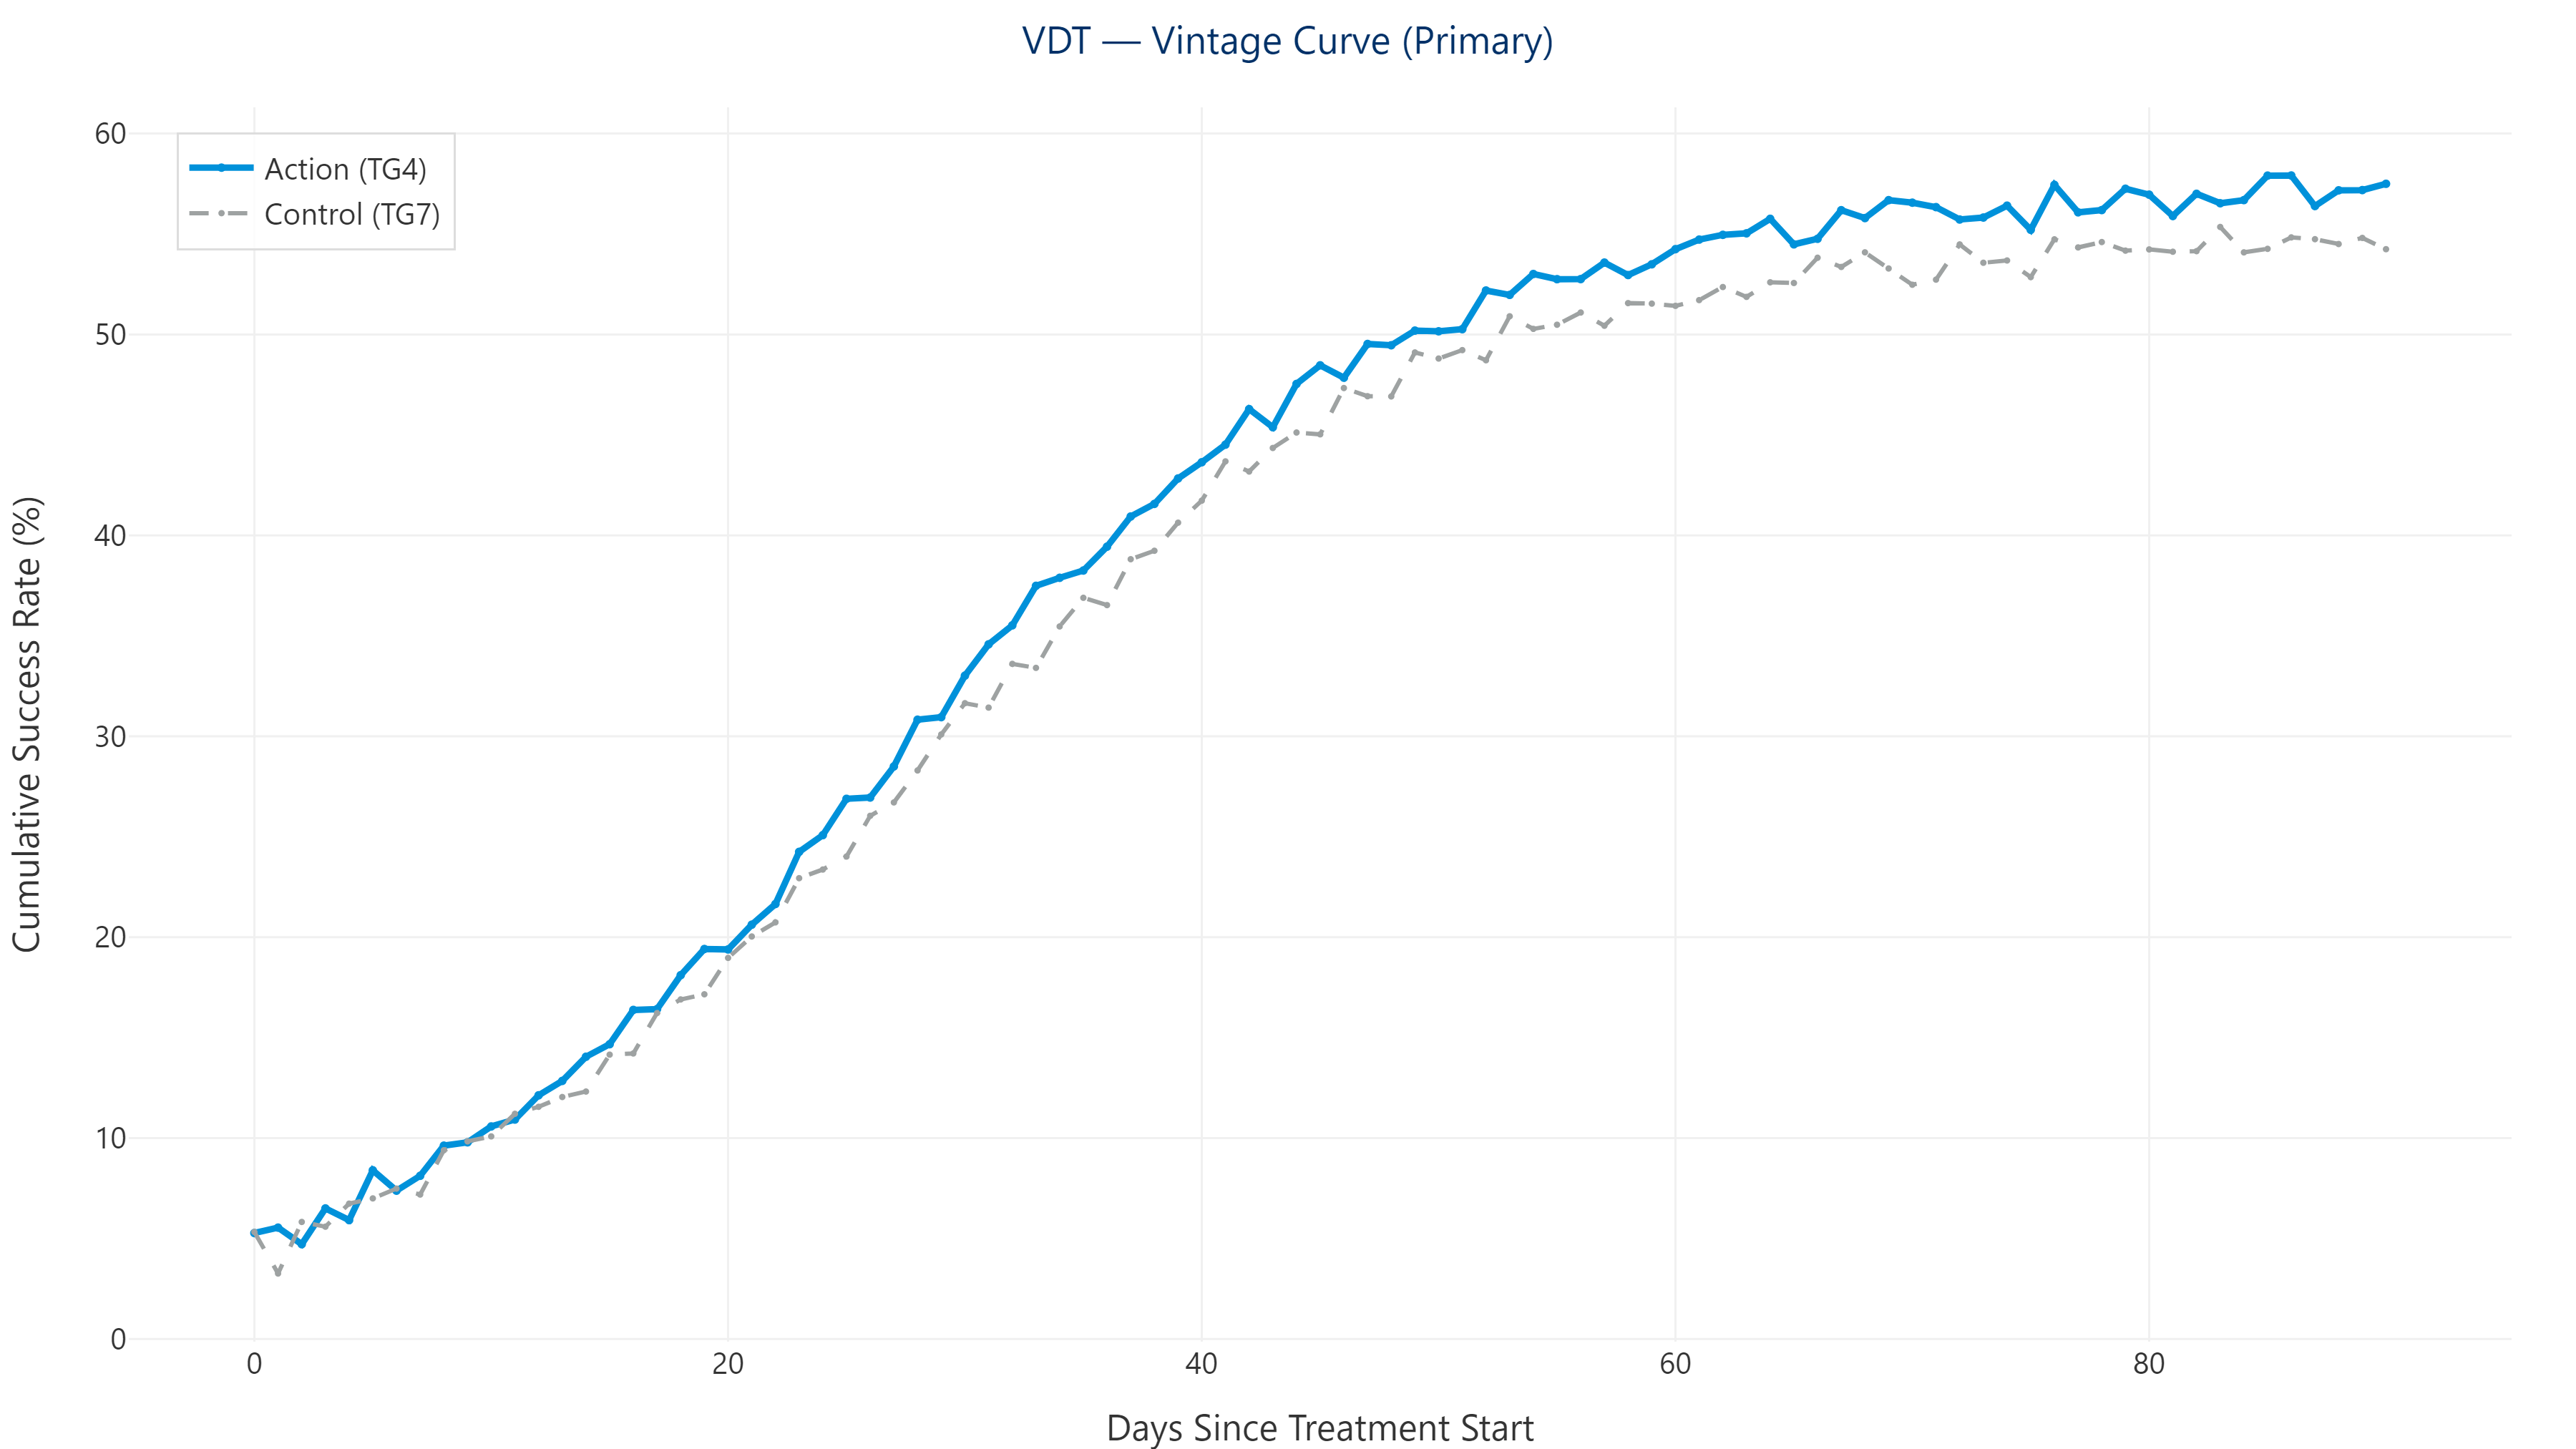 VDT — Vintage Curve (Primary)
Action (TG4)
Control (TG7)
Cumulative Success Rate (%)
60
50
40
30
20
10
0
0 20 40 60 80
Days Since Treatment Start